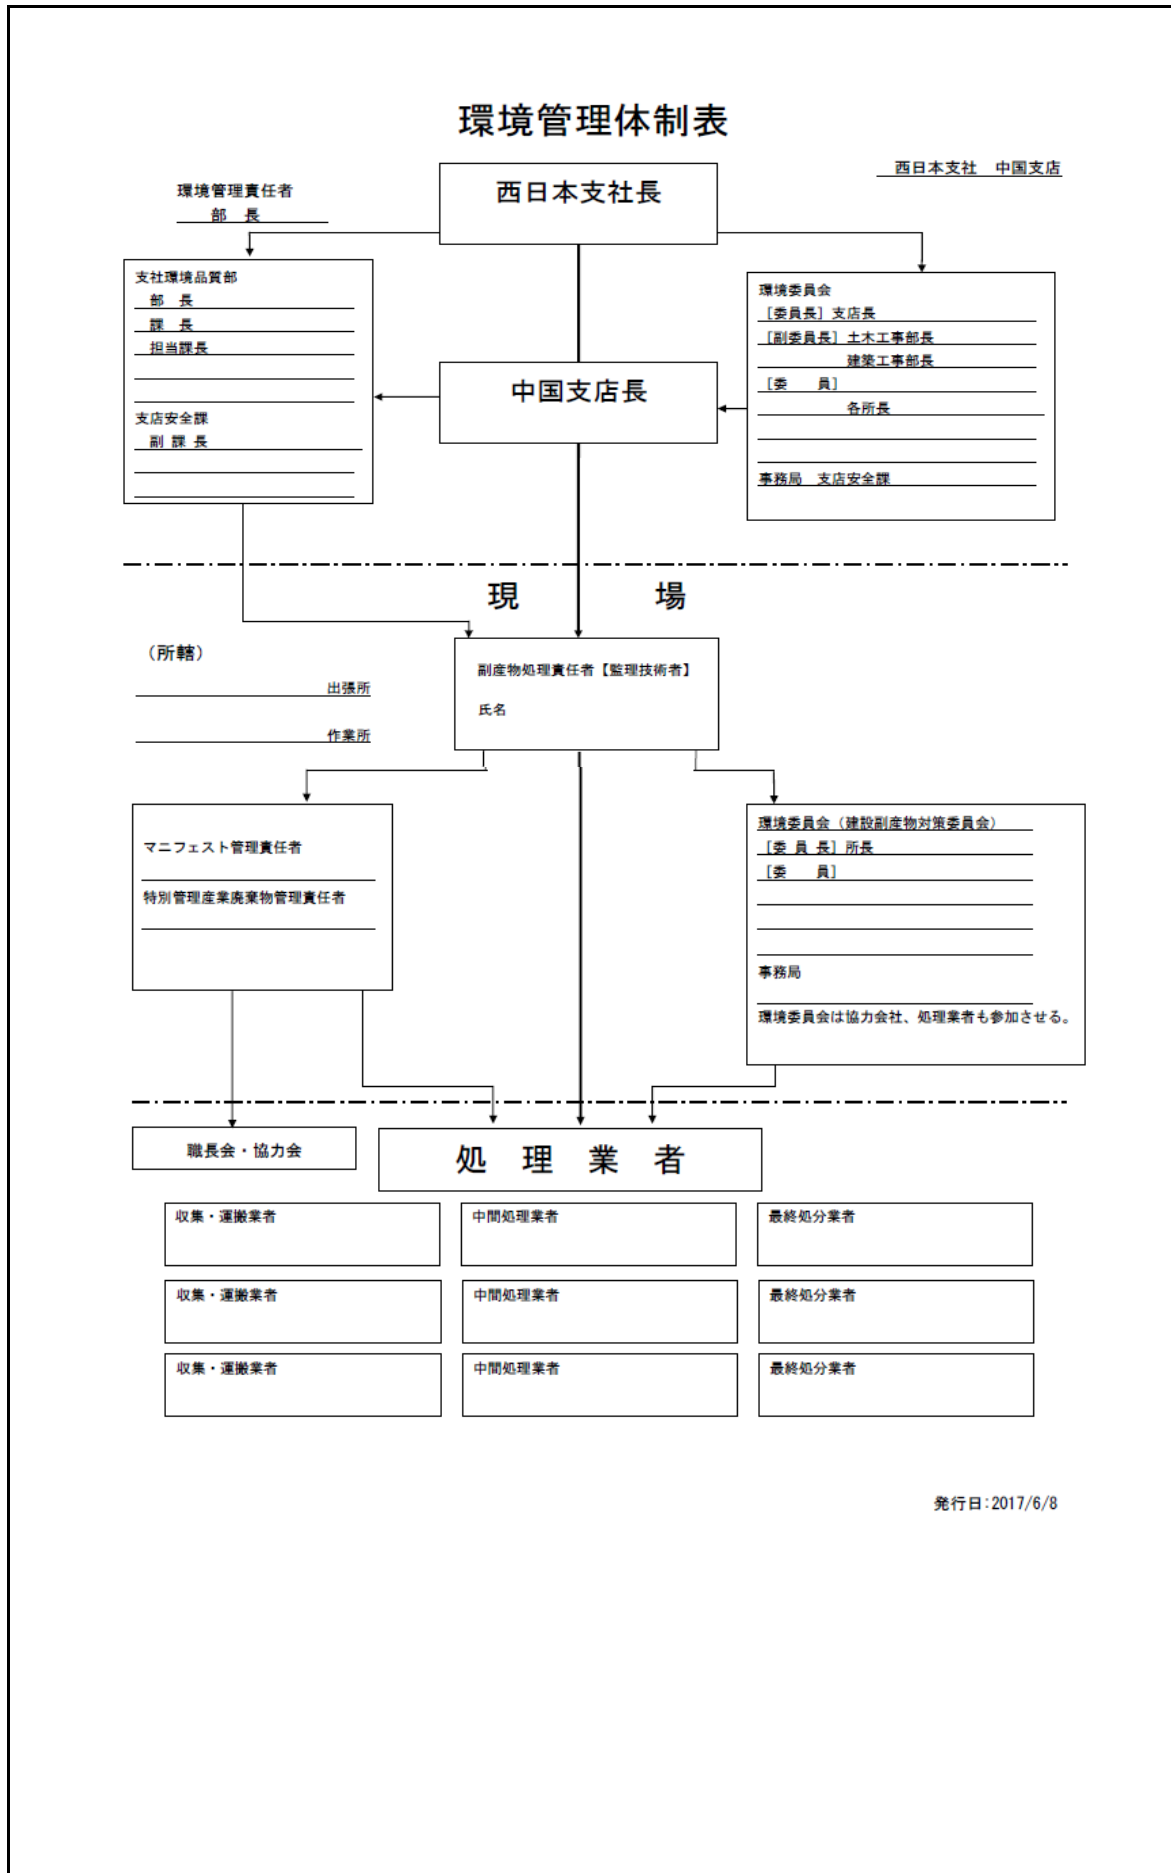 環境管理体制表
西日本支社　中国支店
環境管理責任者
部　長
西日本支社長
支社環境品質部
部　長
課　長
担当課長
支店安全課
副 課 長
中国支店長
環境委員会
［委員長］支店長
［副委員長］土木工事部長
建築工事部長
［委　　員］
各所長
事務局　支店安全課
現　　　場
（所轄）
出張所
作業所
副産物処理責任者【監理技術者】
氏名
マニフェスト管理責任者
特別管理産業廃棄物管理責任者
環境委員会（建設副産物対策委員会）
［委 員 長］所長
［委　　員］
事務局
環境委員会は協力会社、処理業者も参加させる。
職長会・協力会
処　理　業　者
収集・運搬業者　中間処理業者　最終処分業者
収集・運搬業者　中間処理業者　最終処分業者
収集・運搬業者　中間処理業者　最終処分業者
発行日:2017/6/8